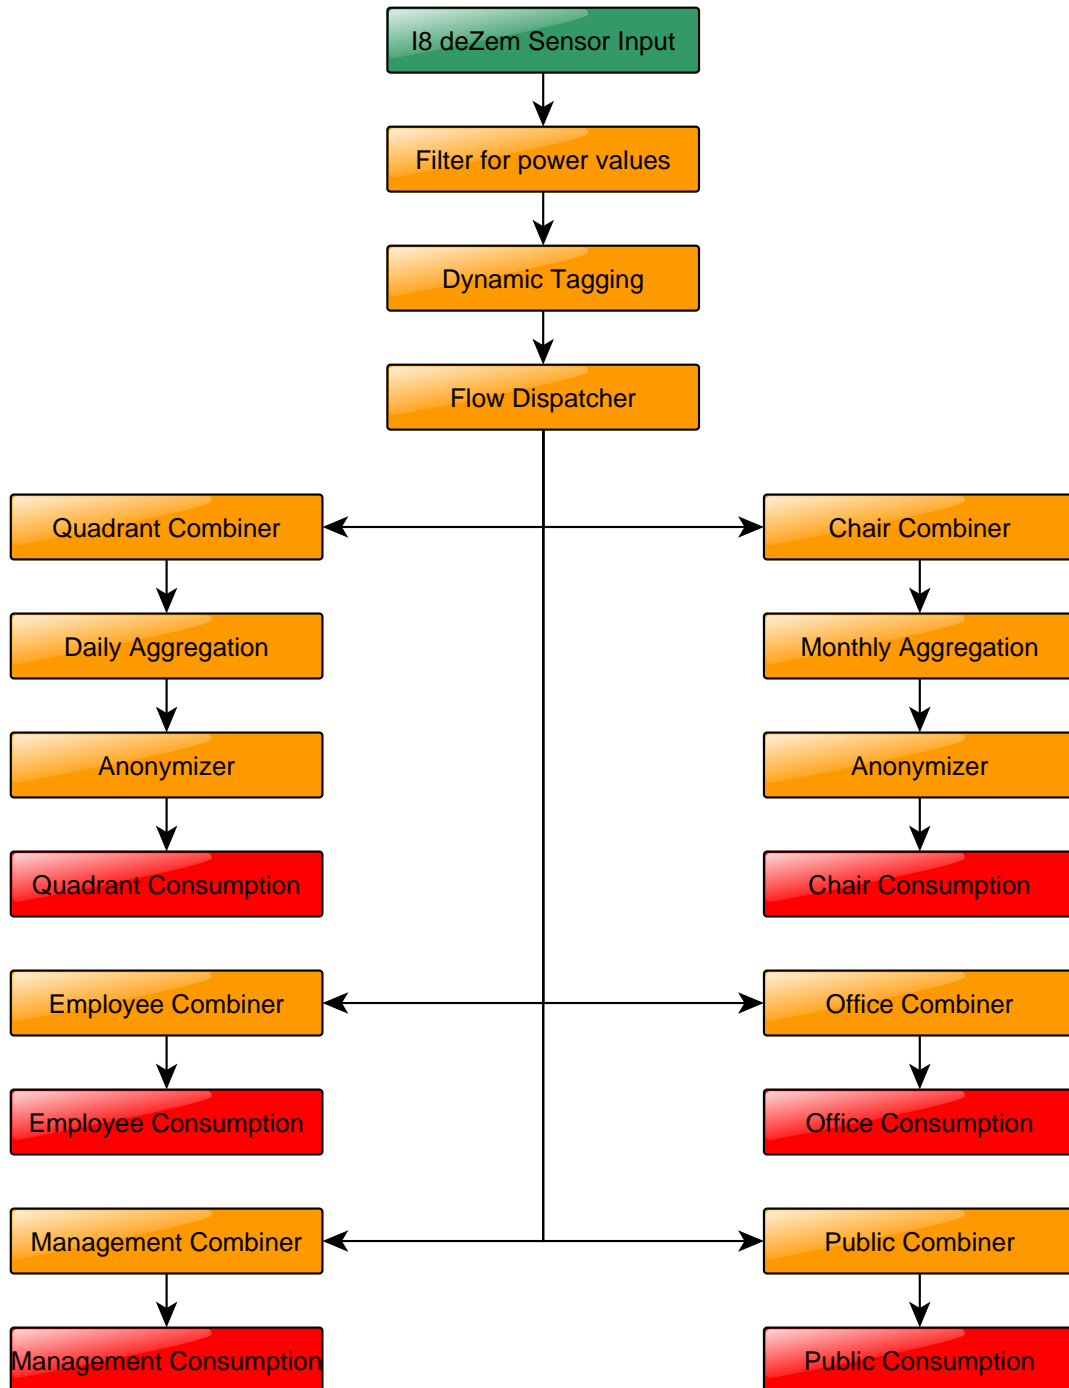 I8 deZem Sensor Input
Filter for power values
Dynamic Tagging
Flow Dispatcher
Quadrant Combiner
Chair Combiner
Daily Aggregation
Monthly Aggregation
Anonymizer
Anonymizer
Quadrant Consumption
Chair Consumption
Employee Combiner
Office Combiner
Employee Consumption
Office Consumption
Management Combiner
Public Combiner
Management Consumption
Public Consumption